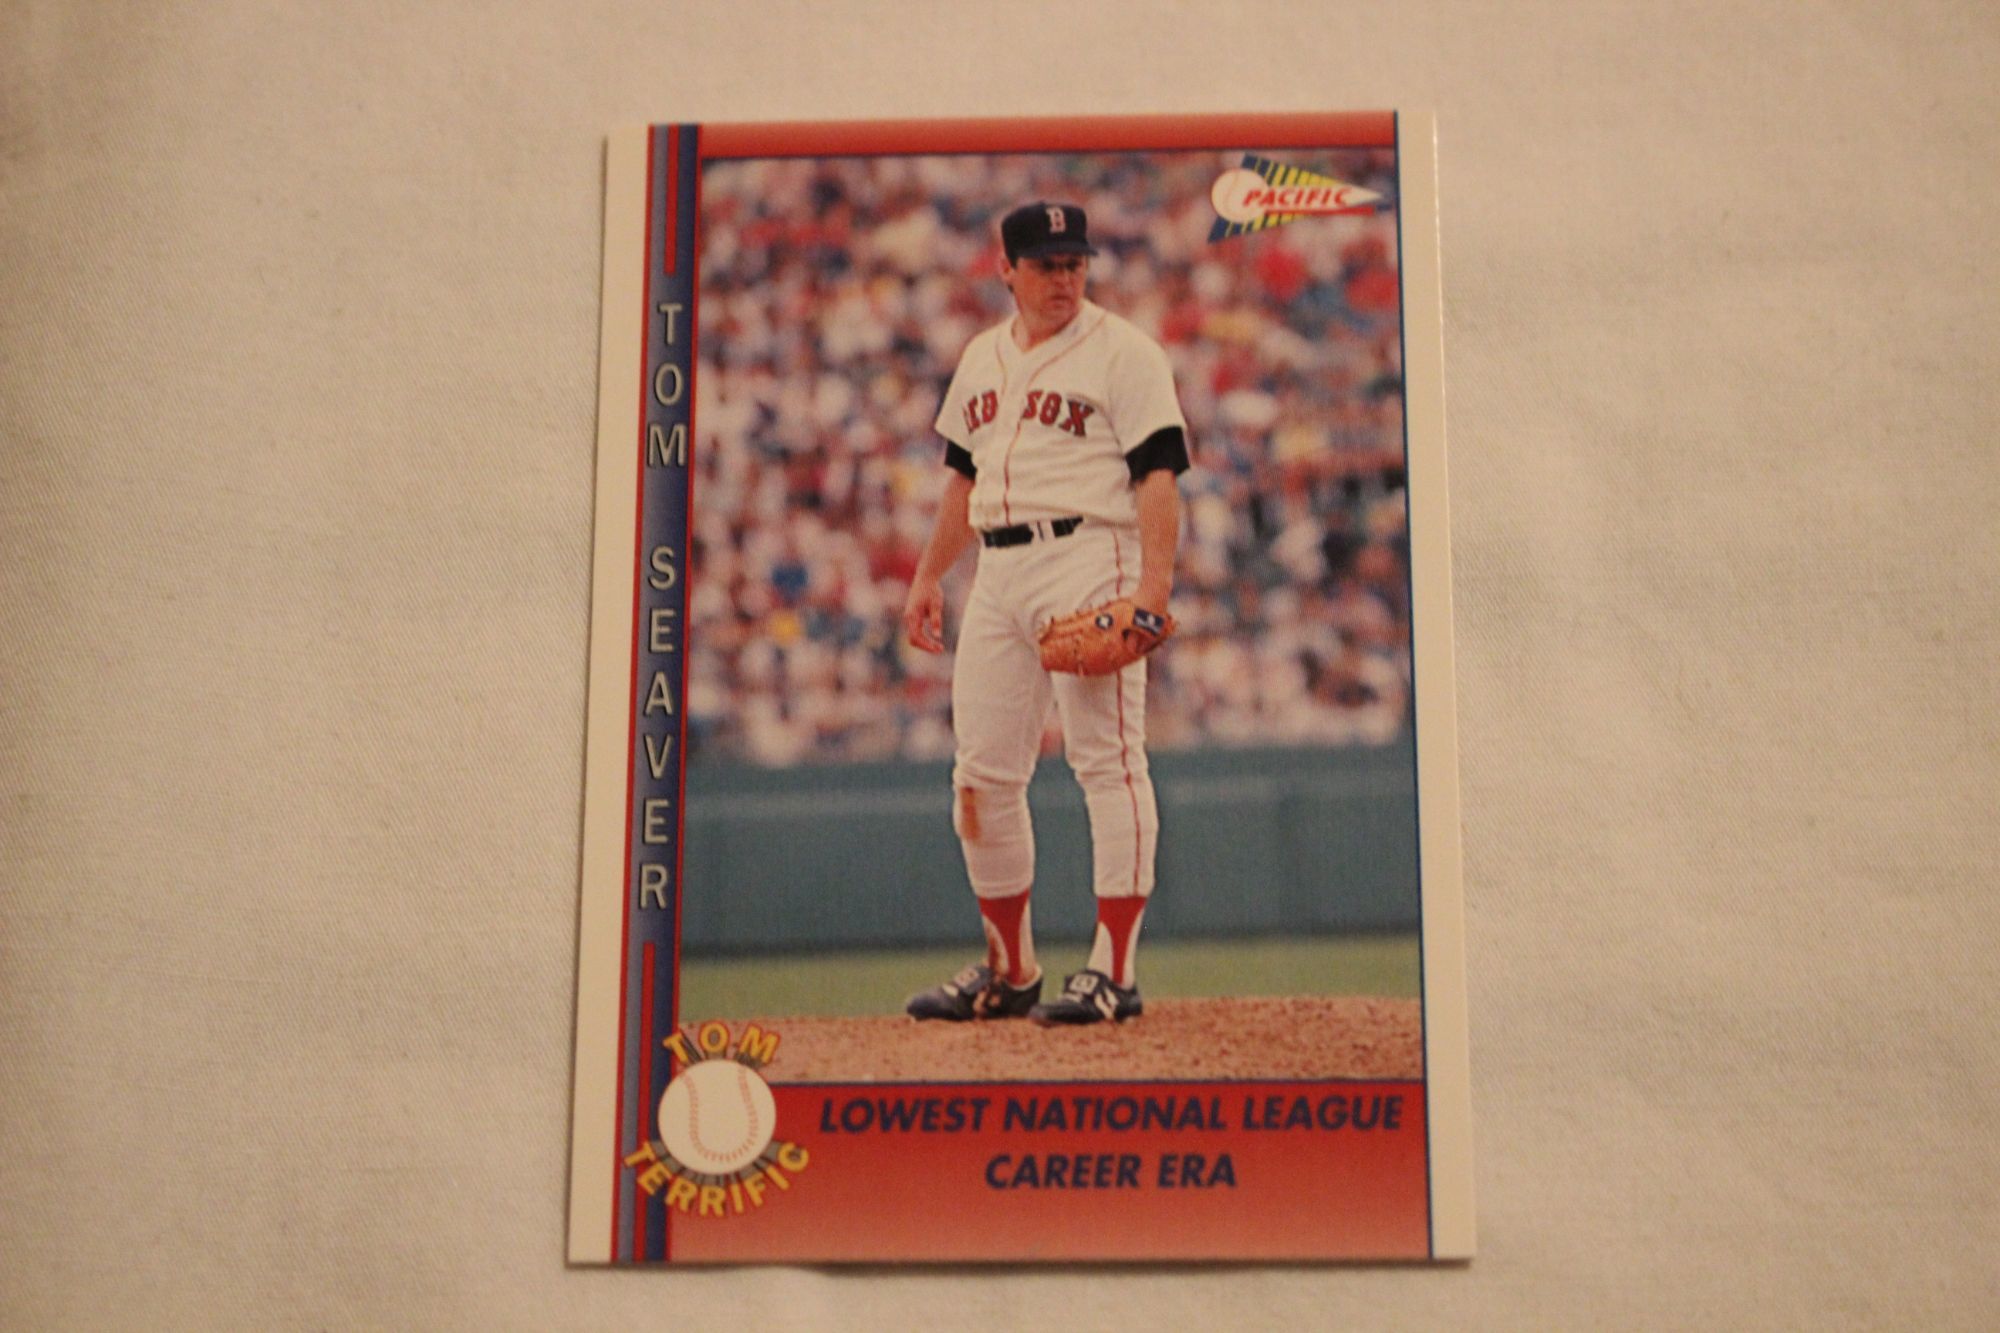 PACIFIC
B
RED SOX
TOM SEAVER
TOM
TERRIFIC
LOWEST NATIONAL LEAGUE
CAREER ERA